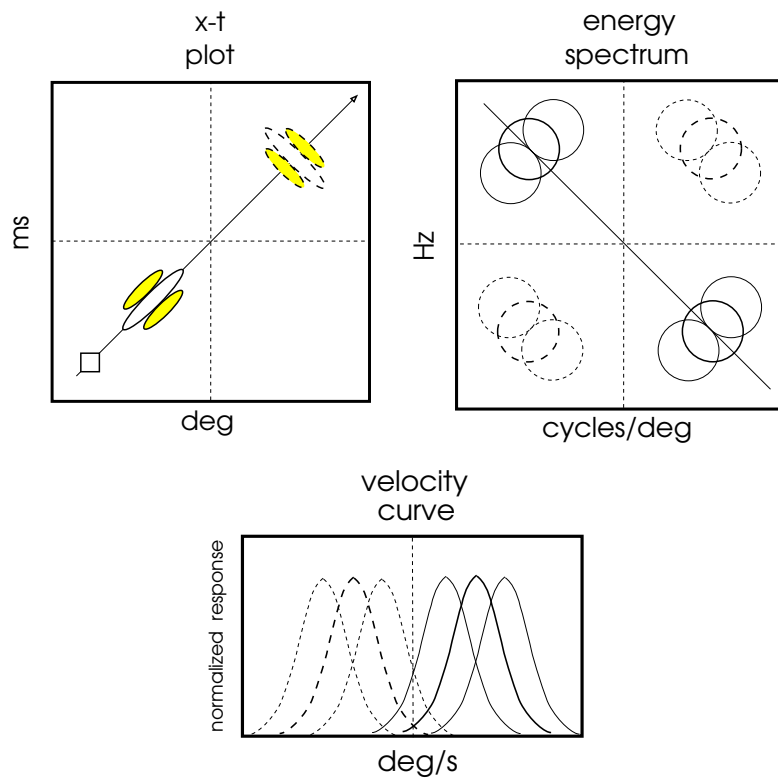 x-t
plot
energy
spectrum
ms
Hz
deg
cycles/deg
velocity
curve
normalized response
deg/s